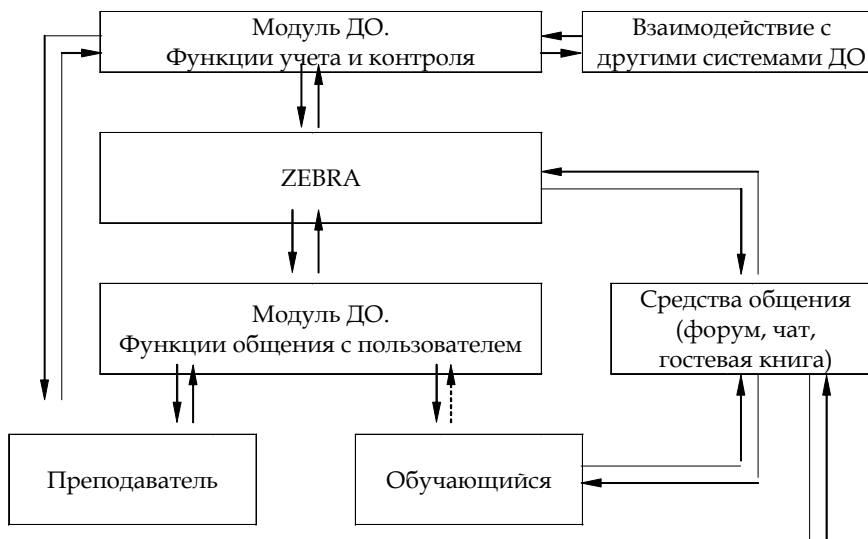 Модуль ДО.
Функции учета и контроля
Взаимодействие с
другими системами ДО
ZEBRA
Модуль ДО.
Функции общения с пользователем
Средства общения
(форум, чат,
гостевая книга)
Преподаватель
Обучающийся